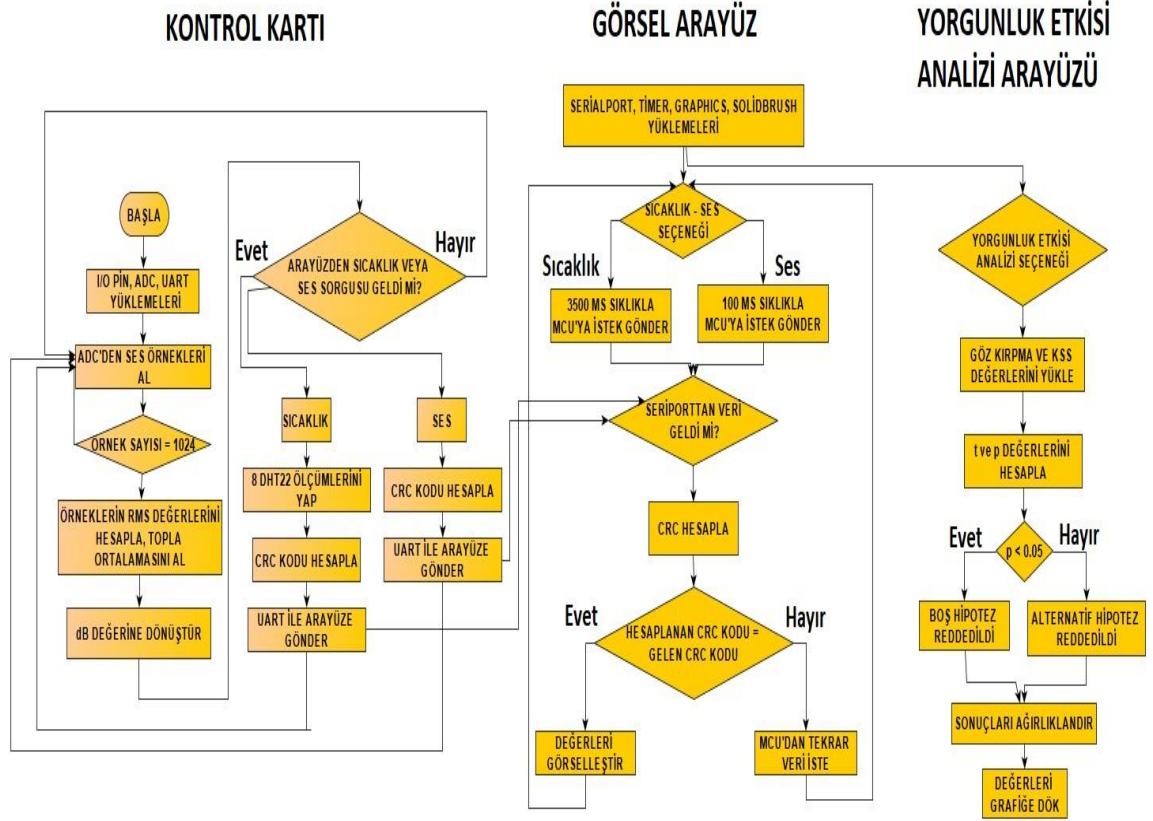 KONTROL KARTI
BAŞLA
I/O PİN, ADC, UART
YÜKLEMELERİ
ADC'DEN SES ÖRNEKLERİ
AL
ÖRNEK SAYISI = 1024
ÖRNEKLERİN RMS DEĞERLERİNİ
HESAPLA, TOPLA
ORTALAMASINI AL
dB DEĞERİNE DÖNÜŞTÜR
Evet
Hayır
ARAYÜZDEN SICAKLIK VEYA
SES SORGUSU GELDİ Mİ?
SICAKLIK
8 DHT22 ÖLÇÜMLERİNİ
YAP
CRC KODU HESAPLA
UART İLE ARAYÜZE
GÖNDER
SES
CRC KODU HESAPLA
UART İLE ARAYÜZE
GÖNDER
GÖRSEL ARAYÜZ
SERİALPORT, TİMER, GRAPHICS, SOLİDBRUSH
YÜKLEMELERİ
SICAKLIK - SES
SEÇENEĞİ
Sıcaklık
Ses
3500 MS SIKLIKLA
MCU'YA İSTEK GÖNDER
100 MS SIKLIKLA
MCU'YA İSTEK GÖNDER
SERİPORTTAN VERİ
GELDİ Mİ?
CRC HESAPLA
Evet
Hayır
HESAPLANAN CRC KODU =
GELEN CRC KODU
DEĞERLERİ
GÖRSELLEŞTİR
MCU'DAN TEKRAR
VERİ İSTE
YORGUNLUK ETKİSİ
ANALİZİ ARAYÜZÜ
YORGUNLUK ETKİSİ
ANALİZİ SEÇENEĞİ
GÖZ KIRPMA VE KSS
DEĞERLERİNİ YÜKLE
t ve p DEĞERLERİNİ
HESAPLA
Evet
Hayır
p < 0.05
BOŞ HİPOTEZ
REDDEDİLDİ
ALTERNATİF HİPOTEZ
REDDEDİLDİ
SONUÇLARI AĞIRLIKLANDIR
DEĞERLERİ
GRAFİĞE DÖK